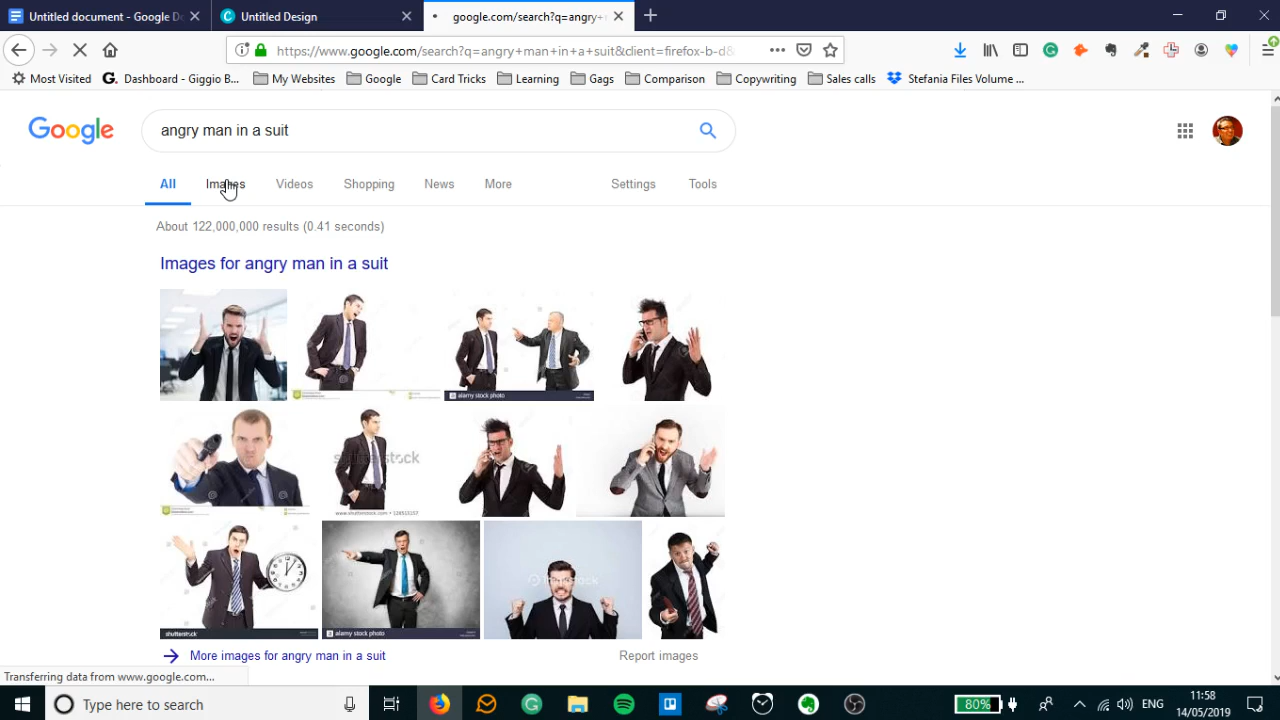 Untitled document - Google D
Untitled Design
google.com/search?q=angry+
https://www.google.com/search?q=angry+man+in+a+suit&client=firefox-b-d&
Most Visited
Dashboard - Giggio B...
My Websites
Google
Card Tricks
Learning
Gags
Comparison
Copywriting
Sales calls
Stefania Files Volume ...
Google
angry man in a suit
All Images Videos Shopping News More Settings Tools
About 122,000,000 results (0.41 seconds)
Images for angry man in a suit
alamy stock photo
shutterstock
shutterstock
alamy stock photo
More images for angry man in a suit
Report images
Transferring data from www.google.com...
Type here to search
80%
ENG
11:58
14/05/2019